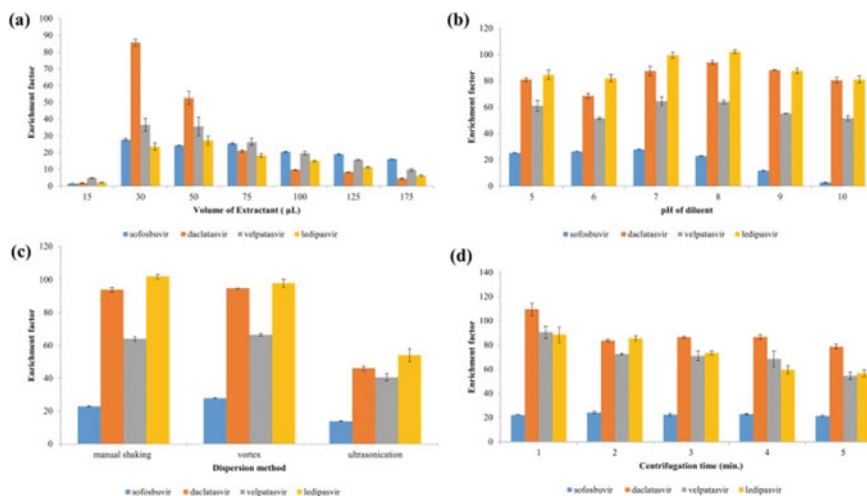 (a)
Enrichment factor
100
90
80
70
60
50
40
30
20
10
0
15 30 50 75 100 125 175
Volume of Extractant ( µL)
sofosbuvir daclatasvir velpatasvir ledipasvir
(b)
Enrichment factor
120
100
80
60
40
20
0
5 6 7 8 9 10
pH of diluent
sofosbuvir daclatasvir velpatasvir ledipasvir
(c)
Enrichment factor
120
100
80
60
40
20
0
manual shaking vortex ultrasonication
Dispersion method
sofosbuvir daclatasvir velpatasvir ledipasvir
(d)
Enrichment factor
140
120
100
80
60
40
20
0
1 2 3 4 5
Centrifugation time (min.)
sofosbuvir daclatasvir velpatasvir ledipasvir